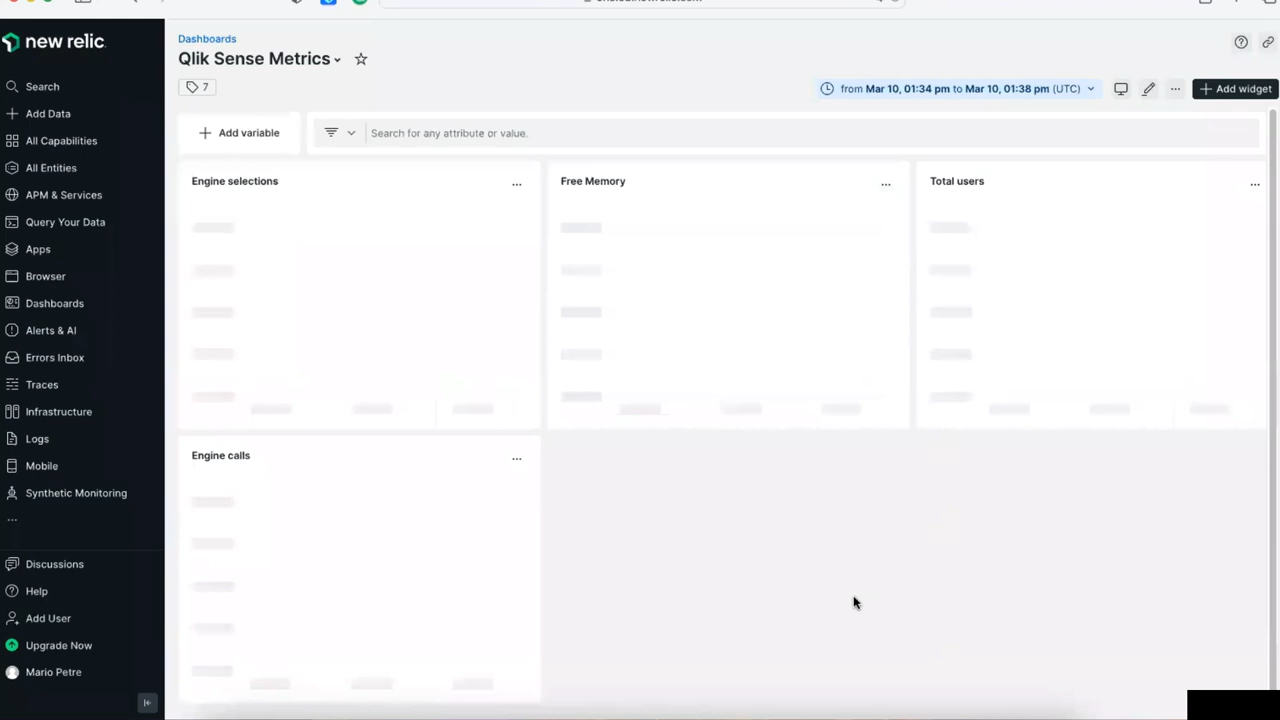 new relic
Search
Add Data
All Capabilities
All Entities
APM & Services
Query Your Data
Apps
Browser
Dashboards
Alerts & AI
Errors Inbox
Traces
Infrastructure
Logs
Mobile
Synthetic Monitoring
...
Discussions
Help
Add User
Upgrade Now
Mario Petre
Dashboards
Qlik Sense Metrics
7
from Mar 10, 01:34 pm to Mar 10, 01:38 pm (UTC)
...
+ Add widget
+ Add variable
Search for any attribute or value.
Engine selections
...
Free Memory
...
Total users
...
Engine calls
...